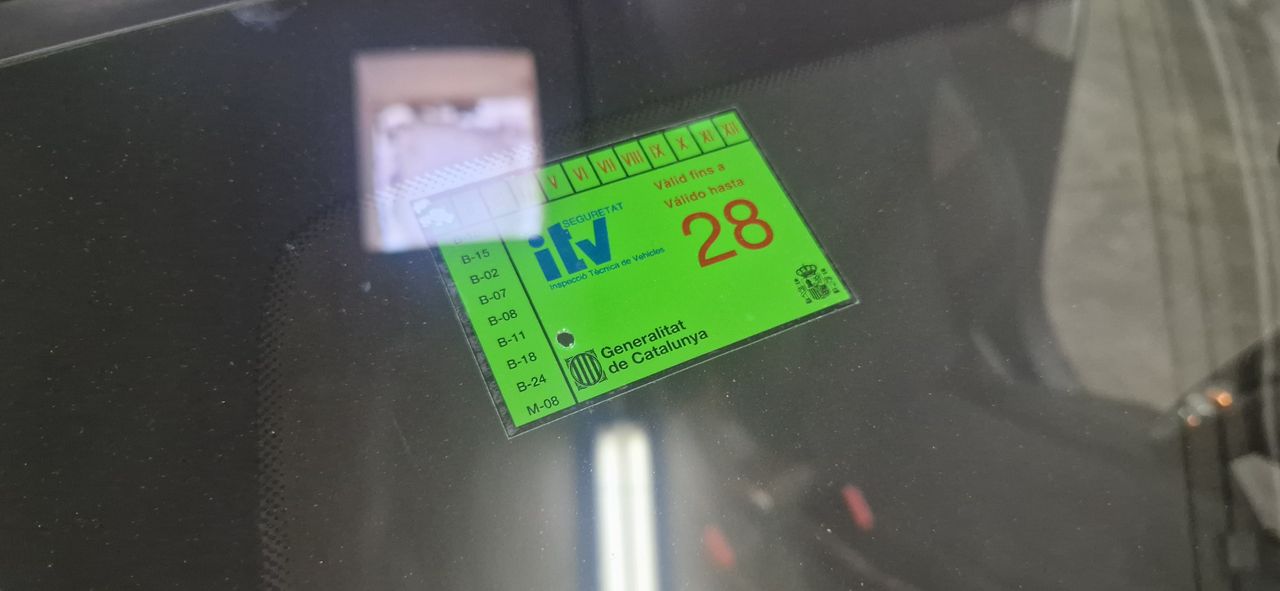 V VI VII VIII IX X XI XII
Vàlid fins a
Válido hasta
28
SEGURETAT
itv
Inspecció Tècnica de Vehicles
B-15
B-02
B-07
B-08
B-11
B-18
B-24
M-08
Generalitat
de Catalunya